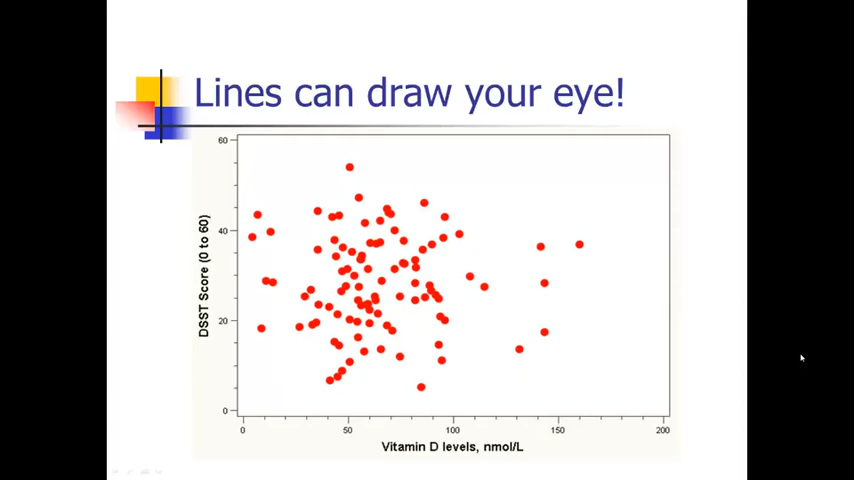 Lines can draw your eye!
60
40
20
0
DSST Score (0 to 60)
0 50 100 150 200
Vitamin D levels, nmol/L